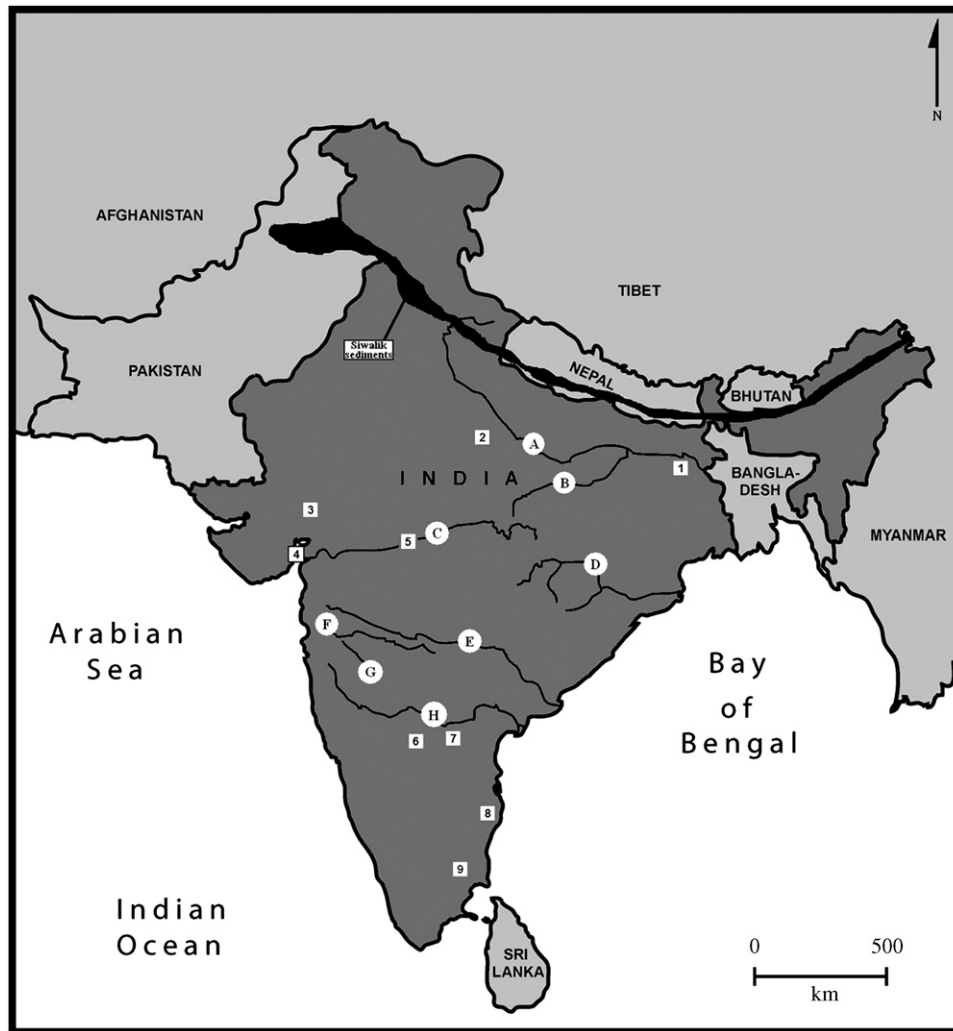 N
AFGHANISTAN
TIBET
Siwalik
sediments
PAKISTAN
NEPAL
BHUTAN
2
A
1
BANGLA-
DESH
INDIA
B
MYANMAR
3
C
5
4
D
Arabian
Sea
F
E
G
Bay
of
Bengal
H
6
7
8
9
Indian
Ocean
SRI
LANKA
0
500
km